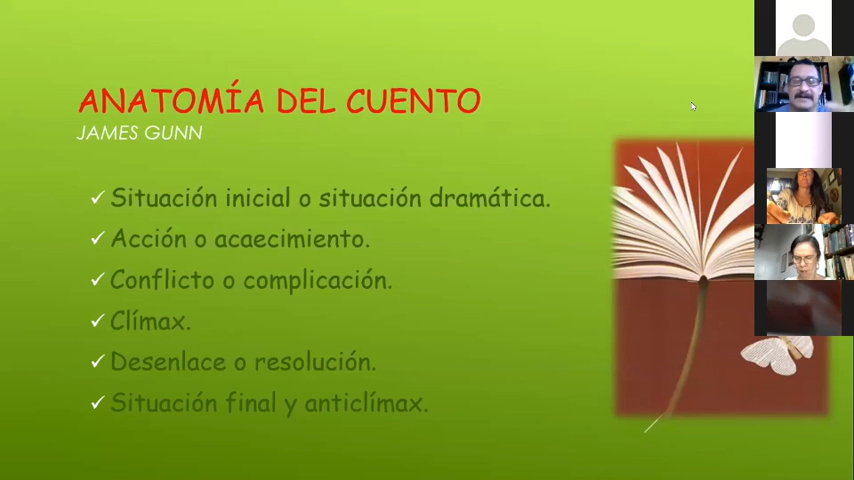 ANATOMÍA DEL CUENTO
JAMES GUNN
Situación inicial o situación dramática.
Acción o acaecimiento.
Conflicto o complicación.
Clímax.
Desenlace o resolución.
Situación final y anticlímax.